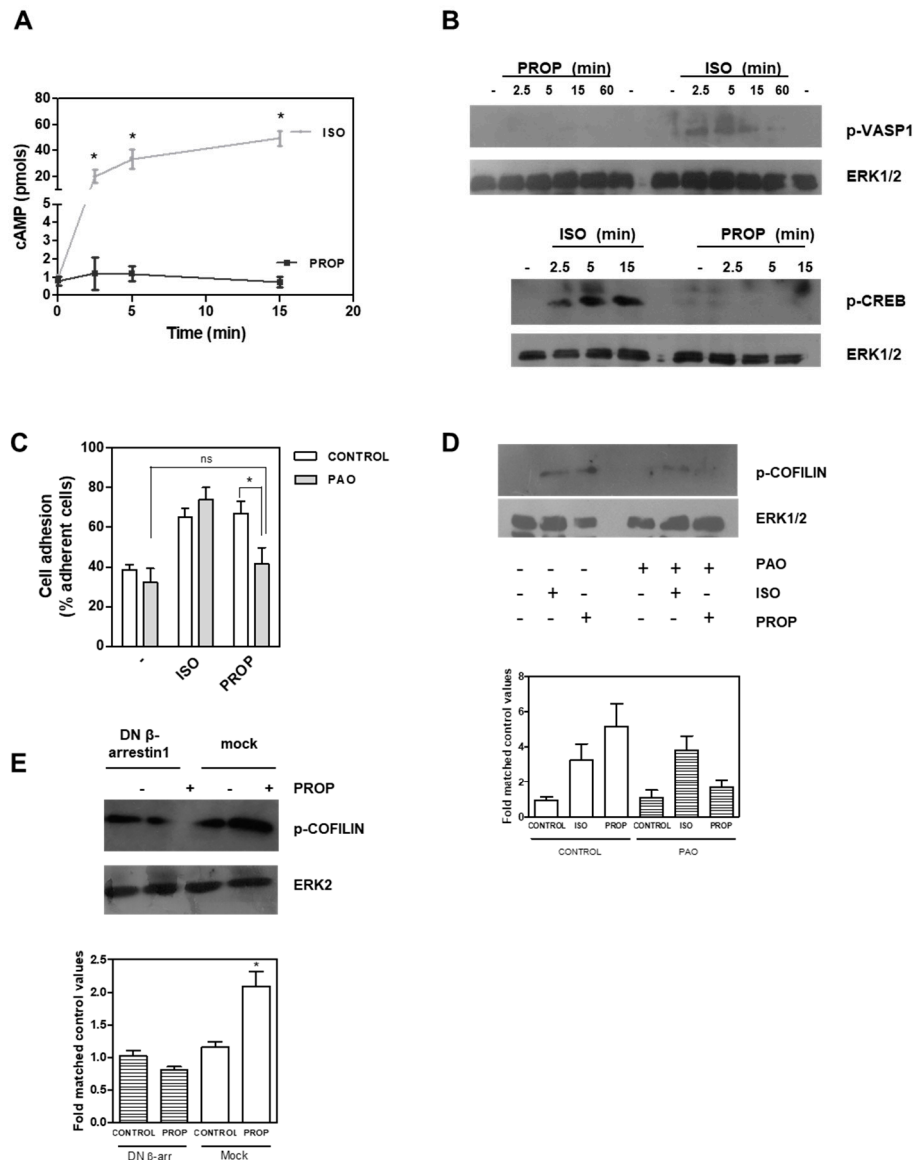 A
80
60
40
20
5
4
3
2
1
0
cAMP (pmols)
* * *
ISO
PROP
0 5 10 15 20
Time (min)
B
PROP (min) ISO (min)
- 2.5 5 15 60 - 2.5 5 15 60 -
p-VASP1
ERK1/2
ISO (min) PROP (min)
- 2.5 5 15 - 2.5 5 15
p-CREB
ERK1/2
C
100
80
60
40
20
0
Cell adhesion
(% adherent cells)
ns
*
CONTROL
PAO
- ISO PROP
D
p-COFILIN
ERK1/2
- - - + + + PAO
- + - - + - ISO
- - + - - + PROP
8
6
4
2
0
Fold matched control values
CONTROL ISO PROP CONTROL ISO PROP
CONTROL PAO
E
DN β-
arrestin1
mock
- + - + PROP
p-COFILIN
ERK2
2.5
2.0
1.5
1.0
0.5
0.0
Fold matched control values
*
CONTROL PROP CONTROL PROP
DN β-arr Mock